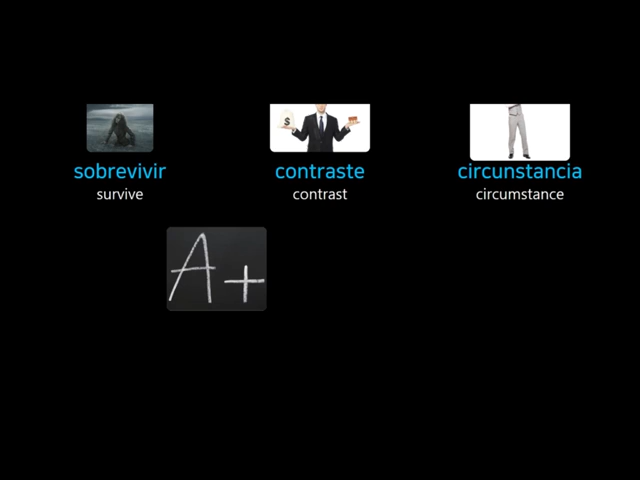 $
sobrevivir contraste circunstancia
survive contrast circumstance
A+